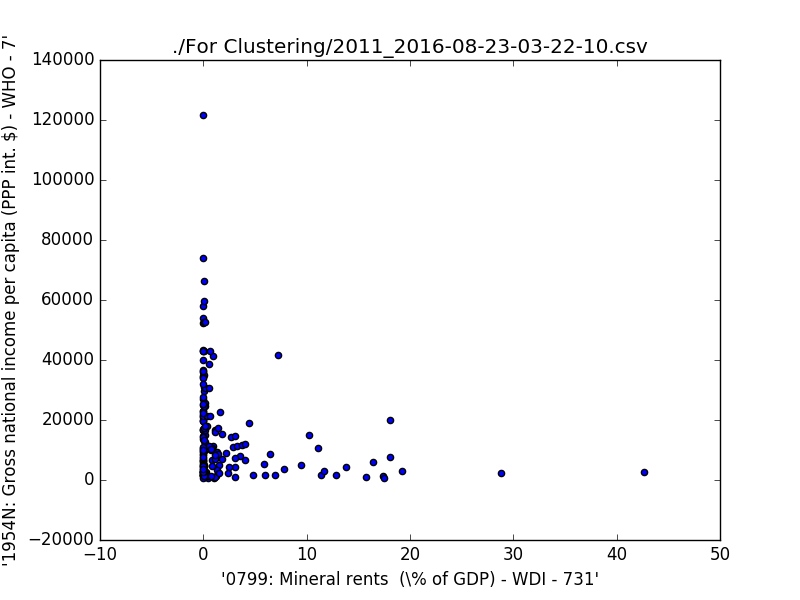 ./For Clustering/2011_2016-08-23-03-22-10.csv
'1954N: Gross national income per capita (PPP int. $) - WHO - 7'
140000
120000
100000
80000
60000
40000
20000
0
−20000
−10 0 10 20 30 40 50
'0799: Mineral rents  (\% of GDP) - WDI - 731'